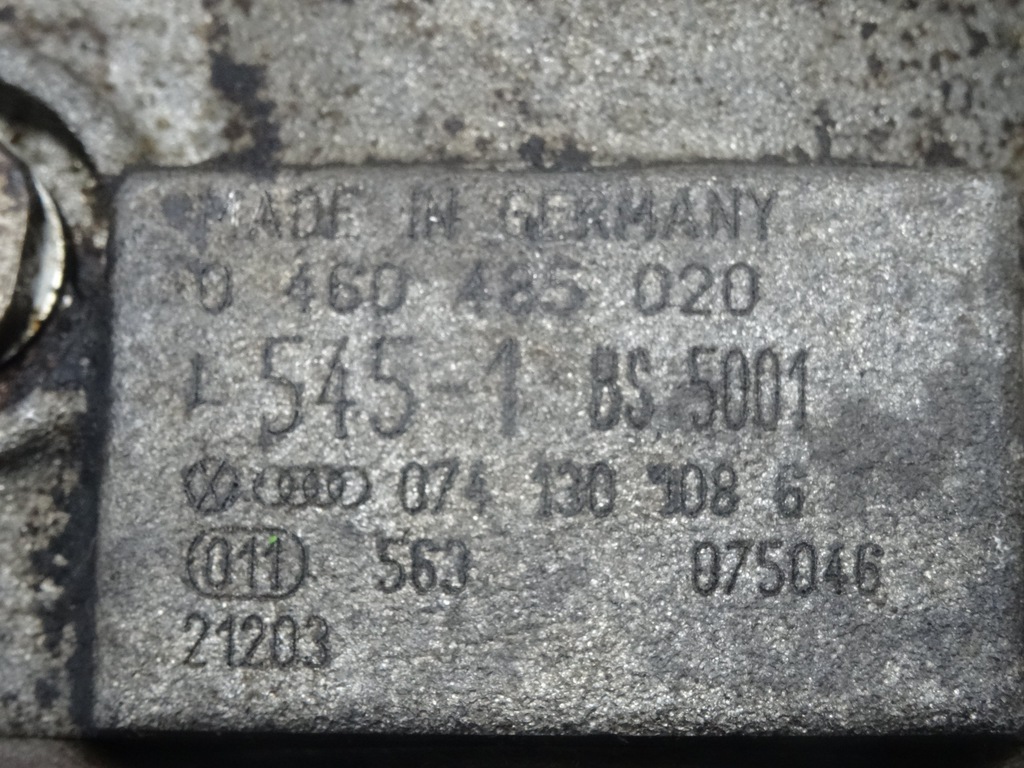 MADE IN GERMANY
0 460 485 020
L 545-1 BS 5001
074 130 108 G
011 563 075046
21203